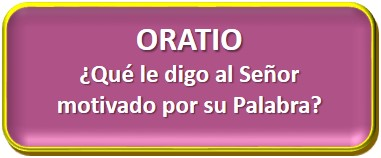 ORATIO
¿Qué le digo al Señor
motivado por su Palabra?